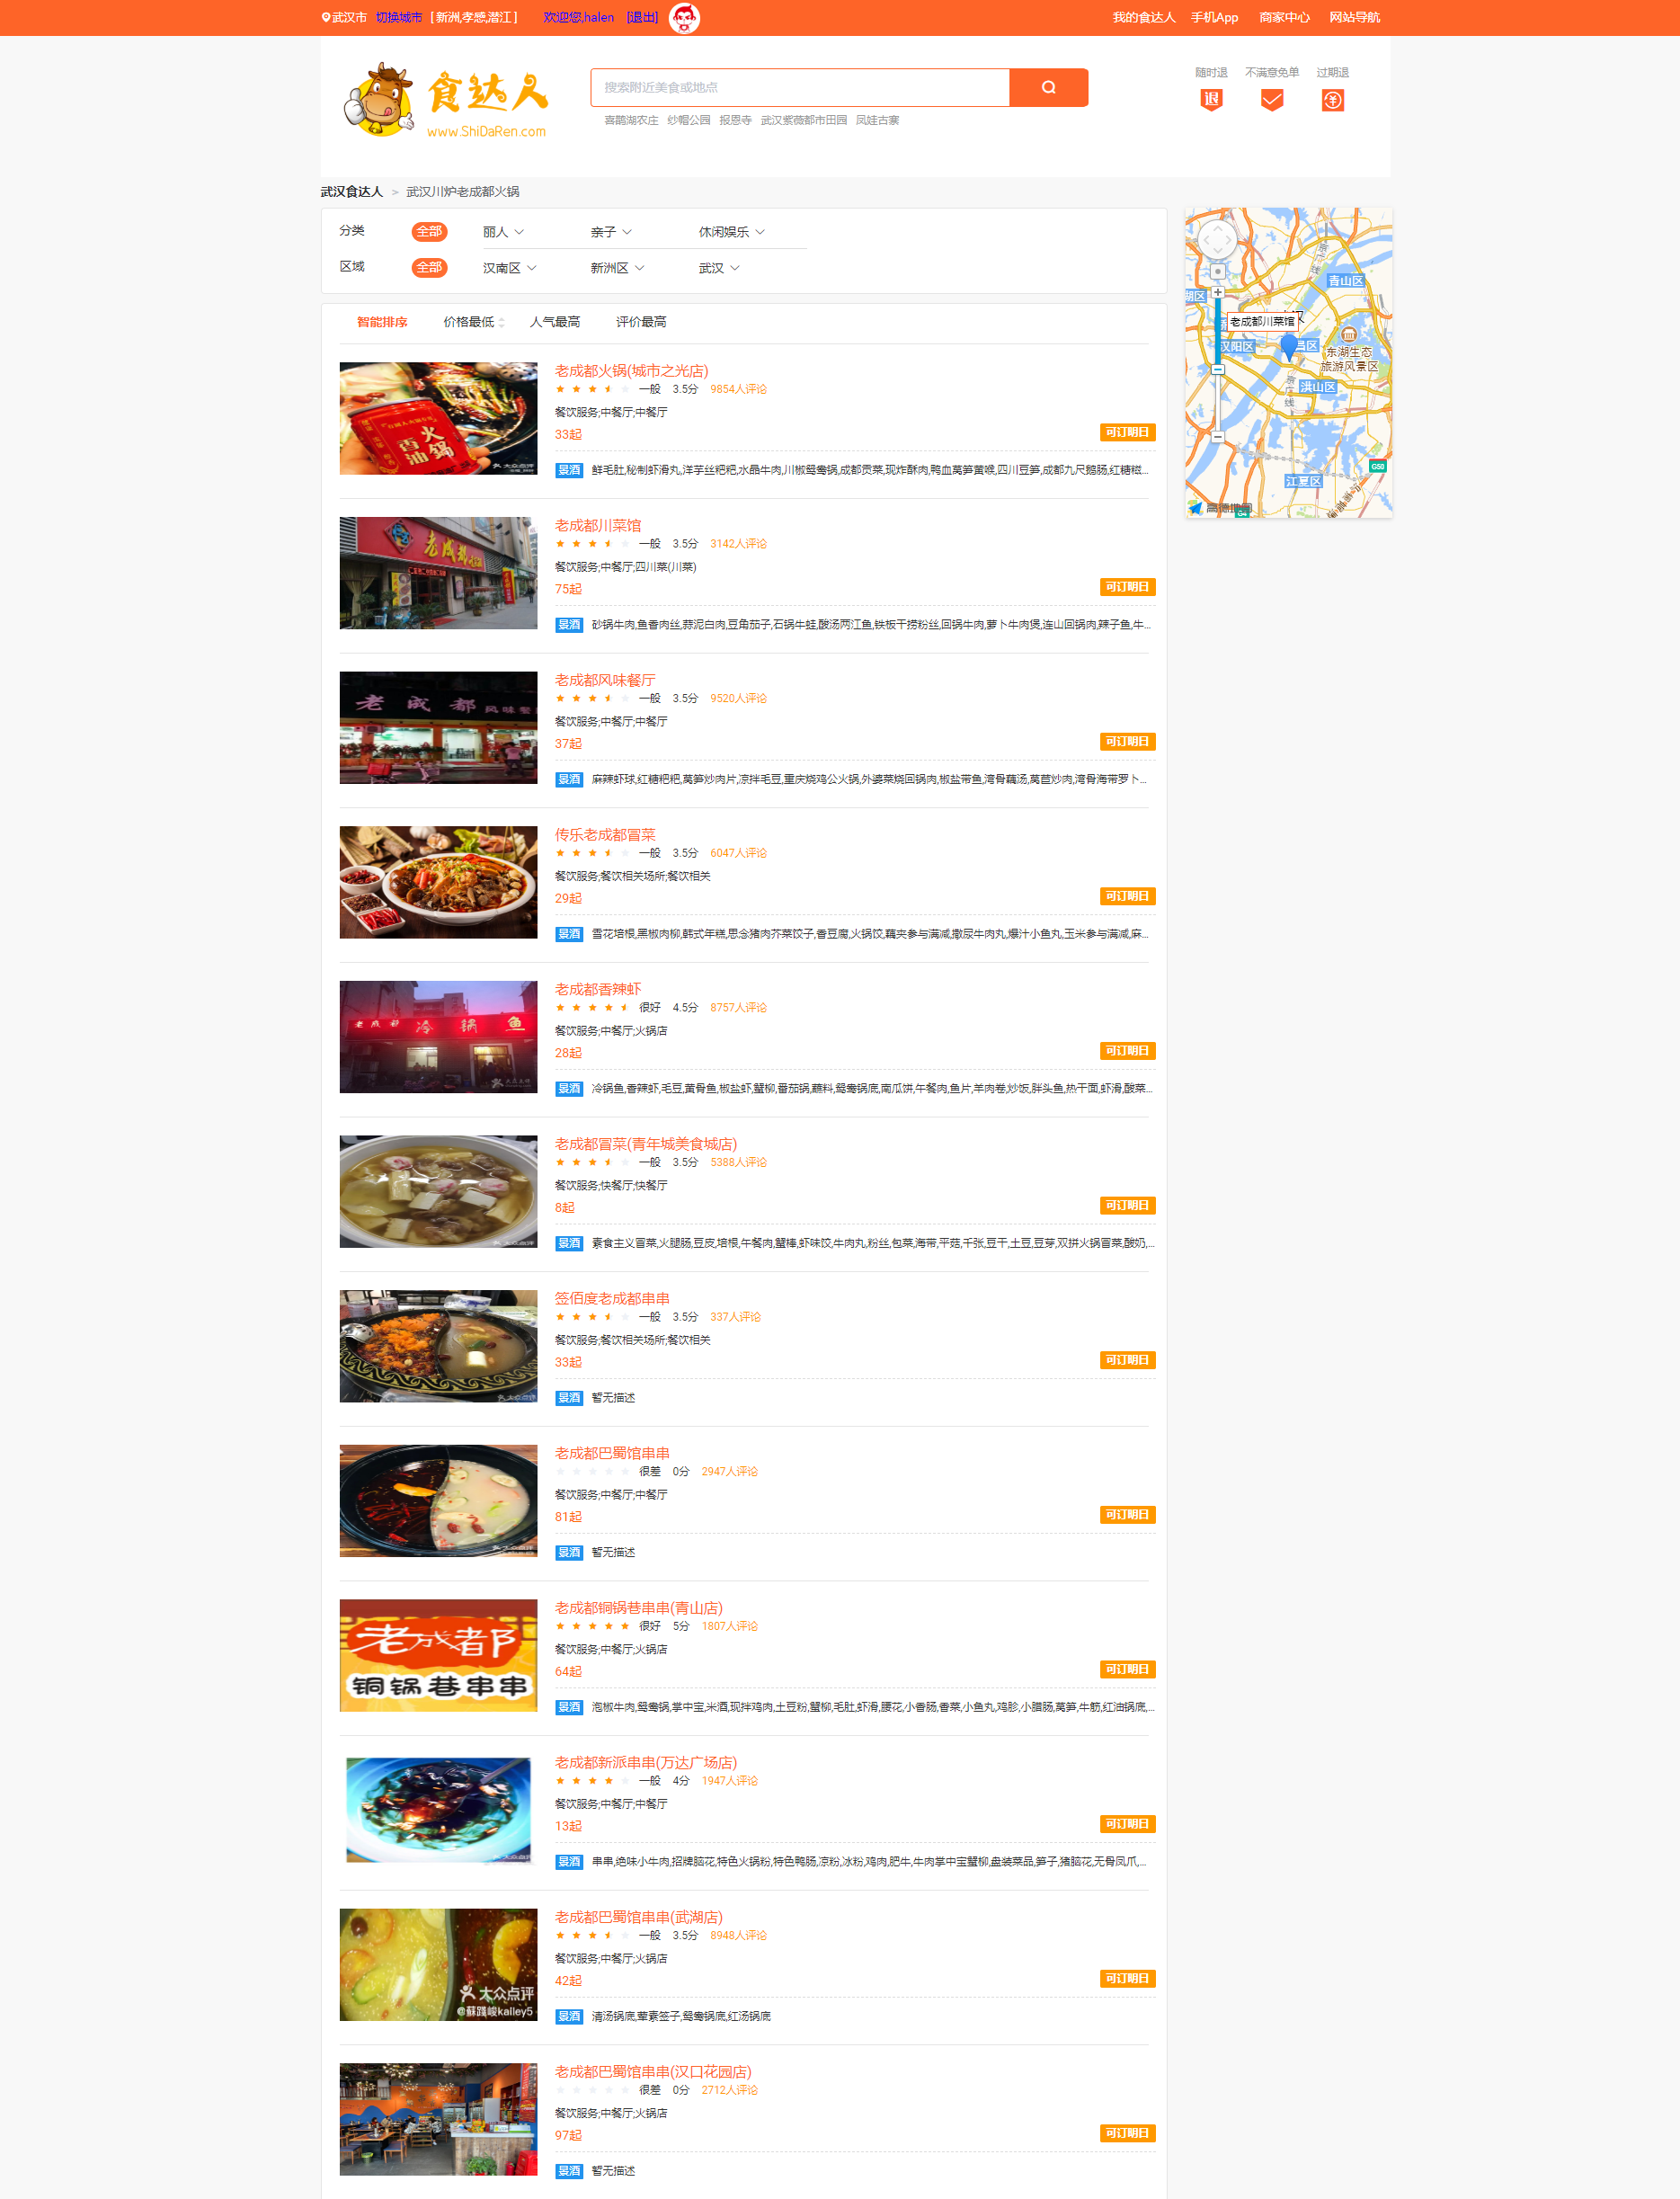 武汉市 切换城市 [ 新洲,孝感,潜江 ] 欢迎您,halen [退出] 我的食达人 手机App 商家中心 网站导航
食达人
www.ShiDaRen.com
搜索附近美食或地点
喜鹊湖农庄 纱帽公园 报恩寺 武汉紫薇都市田园 凤娃古寨
随时退 不满意免单 过期退
退
武汉食达人 > 武汉川炉老成都火锅
分类 全部 丽人 亲子 休闲娱乐
区域 全部 汉南区 新洲区 武汉
智能排序 价格最低 人气最高 评价最高
老成都火锅(城市之光店)
一般 3.5分 9854人评论
餐饮服务;中餐厅;中餐厅
33起 可订明日
景酒 鲜毛肚,秘制虾滑丸,洋芋丝粑粑,水晶牛肉,川椒鸳鸯锅,成都贡菜,现炸酥肉,鸭血莴笋黄喉,四川豆笋,成都九尺鹅肠,红糖糍...
老成都川菜馆
一般 3.5分 3142人评论
餐饮服务;中餐厅;四川菜(川菜)
75起 可订明日
景酒 砂锅牛肉,鱼香肉丝,蒜泥白肉,豆角茄子,石锅牛蛙,酸汤两江鱼,铁板干捞粉丝,回锅牛肉,萝卜牛肉煲,连山回锅肉,辣子鱼,牛...
老成都风味餐厅
一般 3.5分 9520人评论
餐饮服务;中餐厅;中餐厅
37起 可订明日
景酒 麻辣虾球,红糖粑粑,莴笋炒肉片,凉拌毛豆,重庆烧鸡公火锅,外婆菜烧回锅肉,椒盐带鱼,湾骨藕汤,莴苣炒肉,湾骨海带罗卜...
传乐老成都冒菜
一般 3.5分 6047人评论
餐饮服务;餐饮相关场所;餐饮相关
29起 可订明日
景酒 雪花培根,黑椒肉柳,韩式年糕,思念猪肉芥菜饺子,香豆腐,火锅饺,藕夹参与满减,撒尿牛肉丸,爆汁小鱼丸,玉米参与满减,麻...
老成都香辣虾
很好 4.5分 8757人评论
餐饮服务;中餐厅;火锅店
28起 可订明日
景酒 冷锅鱼,香辣虾,毛豆,黄骨鱼,椒盐虾,蟹柳,番茄锅,蘸料,鸳鸯锅底,南瓜饼,午餐肉,鱼片,羊肉卷,炒饭,胖头鱼,热干面,虾滑,酸菜...
老成都冒菜(青年城美食城店)
一般 3.5分 5388人评论
餐饮服务;快餐厅;快餐厅
8起 可订明日
景酒 素食主义冒菜,火腿肠,豆皮,培根,午餐肉,蟹棒,虾味饺,牛肉丸,粉丝,包菜,海带,平菇,千张,豆干,土豆,豆芽,双拼火锅冒菜,酸奶,...
签佰度老成都串串
一般 3.5分 337人评论
餐饮服务;餐饮相关场所;餐饮相关
33起 可订明日
景酒 暂无描述
老成都巴蜀馆串串
很差 0分 2947人评论
餐饮服务;中餐厅;中餐厅
81起 可订明日
景酒 暂无描述
老成都
铜锅巷串串
老成都铜锅巷串串(青山店)
很好 5分 1807人评论
餐饮服务;中餐厅;火锅店
64起 可订明日
景酒 泡椒牛肉,鸳鸯锅,掌中宝,米酒,现拌鸡肉,土豆粉,蟹柳,毛肚,虾滑,腰花,小香肠,香菜,小鱼丸,鸡胗,小腊肠,莴笋,牛筋,红油锅底,...
老成都新派串串(万达广场店)
一般 4分 1947人评论
餐饮服务;中餐厅;中餐厅
13起 可订明日
景酒 串串,绝味小牛肉,招牌脑花,特色火锅粉,特色鸭肠,凉粉,冰粉,鸡肉,肥牛,牛肉掌中宝蟹柳,盘装菜品,笋子,猪脑花,无骨凤爪,...
大众点评
老成都巴蜀馆串串(武湖店)
一般 3.5分 8948人评论
餐饮服务;中餐厅;火锅店
42起 可订明日
景酒 清汤锅底,荤素签子,鸳鸯锅底,红汤锅底
老成都巴蜀馆串串(汉口花园店)
很差 0分 2712人评论
餐饮服务;中餐厅;火锅店
97起 可订明日
景酒 暂无描述
青山区
老成都川菜馆
汉阳区
东湖生态
旅游风景区
洪山区
G50
江夏区
高德地图